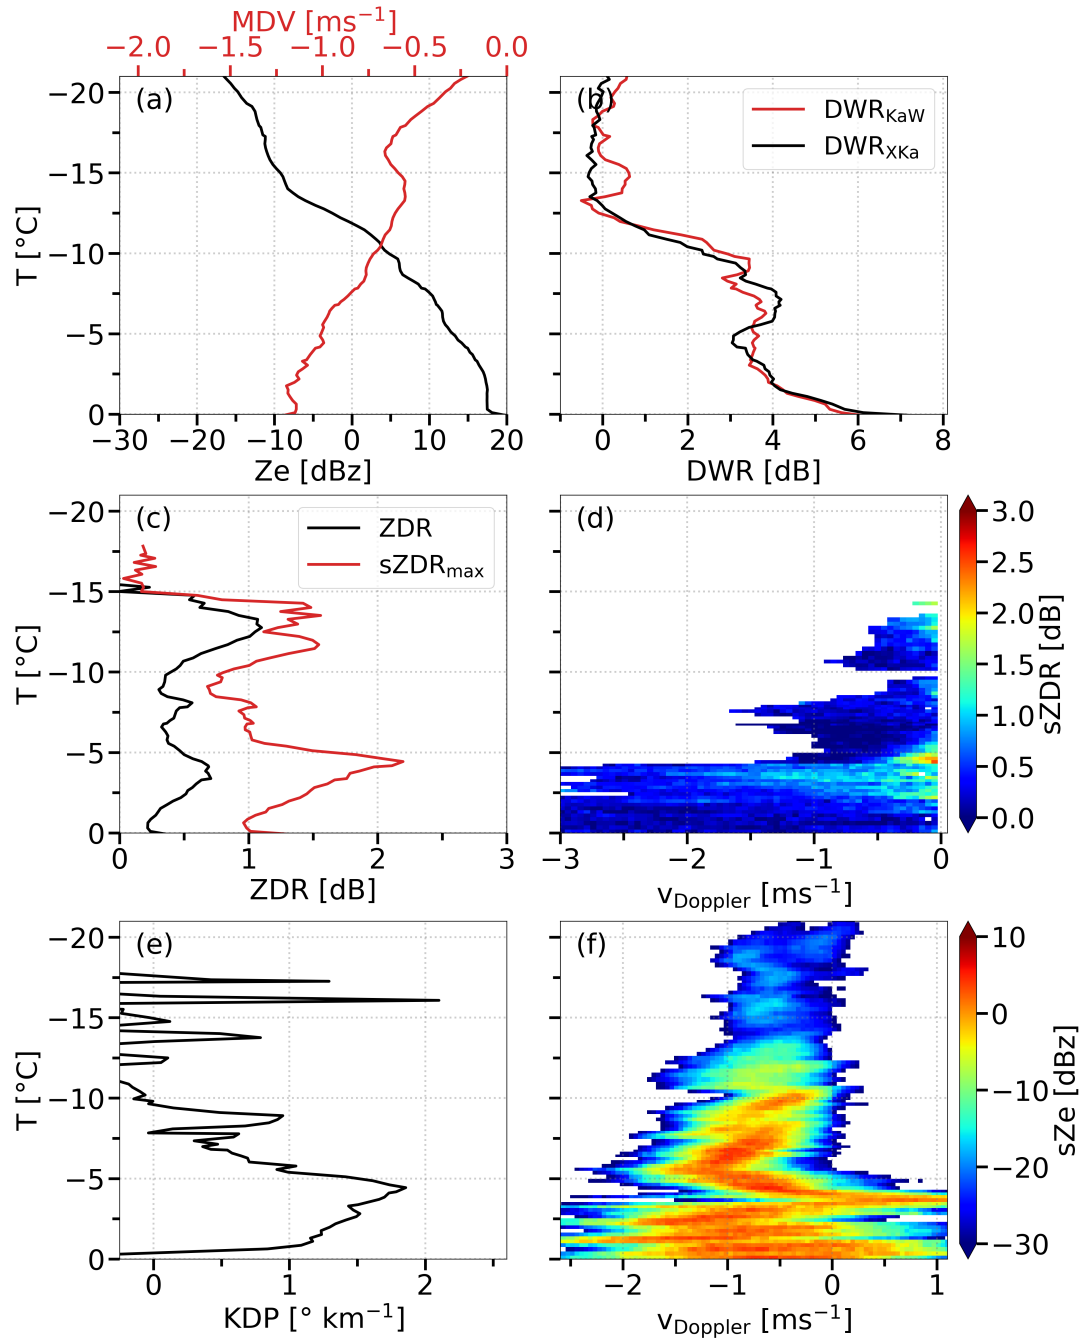 MDV [ms⁻¹]
−2.0 −1.5 −1.0 −0.5 0.0
(a)
−20
−15
−10
−5
0
T [°C]
−30 −20 −10 0 10 20
Ze [dBz]
(b)
DWR_KaW
DWR_XKa
0 2 4 6 8
DWR [dB]
(c)
ZDR
sZDR_max
−20
−15
−10
−5
0
T [°C]
0 1 2 3
ZDR [dB]
(d)
−3 −2 −1 0
v_Doppler [ms⁻¹]
3.0
2.5
2.0
1.5
1.0
0.5
0.0
sZDR [dB]
(e)
−20
−15
−10
−5
0
T [°C]
0 1 2
KDP [° km⁻¹]
(f)
−2 −1 0 1
v_Doppler [ms⁻¹]
10
0
−10
−20
−30
sZe [dBz]